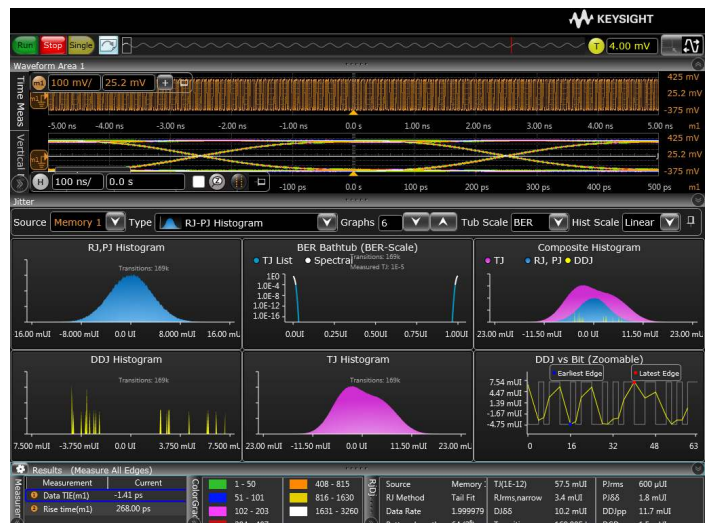 KEYSIGHT
Run Stop Single T 4.00 mV
Waveform Area 1
Time Meas m1 100 mV/ 25.2 mV + 425 mV
m1 25.2 mV
-375 mV
-5.00 ns -4.00 ns -3.00 ns -2.00 ns -1.00 ns 0.0 s 1.00 ns 2.00 ns 3.00 ns 4.00 ns 5.00 ns m1
Vertical 425 mV
m1 25.2 mV
H 100 ns/ 0.0 s Z -100 ps 0.0 s 100 ps 200 ps 300 ps 400 ps 500 ps m1
Jitter
Source Memory 1 Type RJ-PJ Histogram Graphs 6 Tub Scale BER Hist Scale Linear
RJ,PJ Histogram
Transitions: 169k
16.00 mUI -8.000 mUI 0.0 UI 8.000 mUI 16.00 mU
BER Bathtub (BER-Scale)
TJ List Spectral Transitions: 169k
Measured TJ: 1E-5
1E0
1.0E-4
1.0E-8
1.0E-12
1.0E-16
0.0UI 0.25UI 0.50UI 0.75UI 1.00UI
Composite Histogram
TJ RJ, PJ DDJ
23.00 mUI -11.50 mUI 0.0 UI 11.50 mUI 23.00 mU
DDJ Histogram
Transitions: 169k
7.500 mUI -3.750 mUI 0.0 UI 3.750 mUI 7.500 m
TJ Histogram
Transitions: 169k
23.00 mUI -11.50 mUI 0.0 UI 11.50 mUI 23.00 mU
DDJ vs Bit (Zoomable)
Earliest Edge Latest Edge
7.54 mUI
4.47 mUI
1.39 mUI
-1.67 mUI
-4.75 mUI
0 16 32 48 63
Results (Measure All Edges)
Measurement Current
Data TIE(m1) -1.41 ps
Rise time(m1) 268.00 ps
ColorGra
1 - 50 408 - 815
51 - 101 816 - 1630
102 - 203 1631 - 3260
RJDJ
Source Memory TJ(1E-12) 57.5 mUI PJrms 600 µUI
RJ Method Tail Fit RJrms,narrow 3.4 mUI PJδδ 1.8 mUI
Data Rate 1.999979 DJδδ 10.2 mUI DDJpp 11.7 mUI